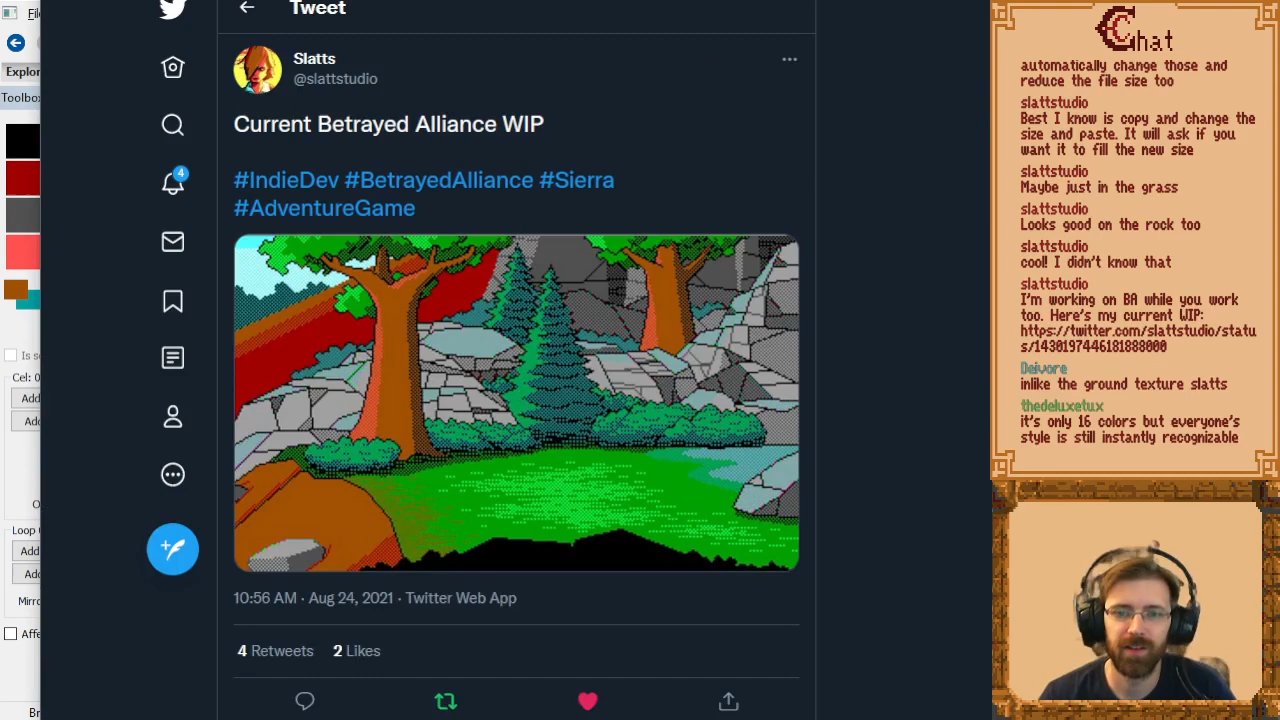 File
Explor
Toolbox
Is s
Cel: 0
Add
Add
O
Loop
Add
Add
Mirro
Affe
Br
Tweet
Slatts
@slattstudio
Current Betrayed Alliance WIP
#IndieDev #BetrayedAlliance #Sierra
#AdventureGame
10:56 AM · Aug 24, 2021 · Twitter Web App
4 Retweets 2 Likes
4
Chat
automatically change those and
reduce the file size too
slattstudio
Best I know is copy and change the
size and paste. It will ask if you
want it to fill the new size
slattstudio
Maybe just in the grass
slattstudio
Looks good on the rock too
slattstudio
cool! I didn't know that
slattstudio
I'm working on BA while you work
too. Here's my current WIP:
https://twitter.com/slattstudio/statu
s/1430197446181888000
Deivore
inlike the ground texture slatts
thedeluxetux
it's only 16 colors but everyone's
style is still instantly recognizable